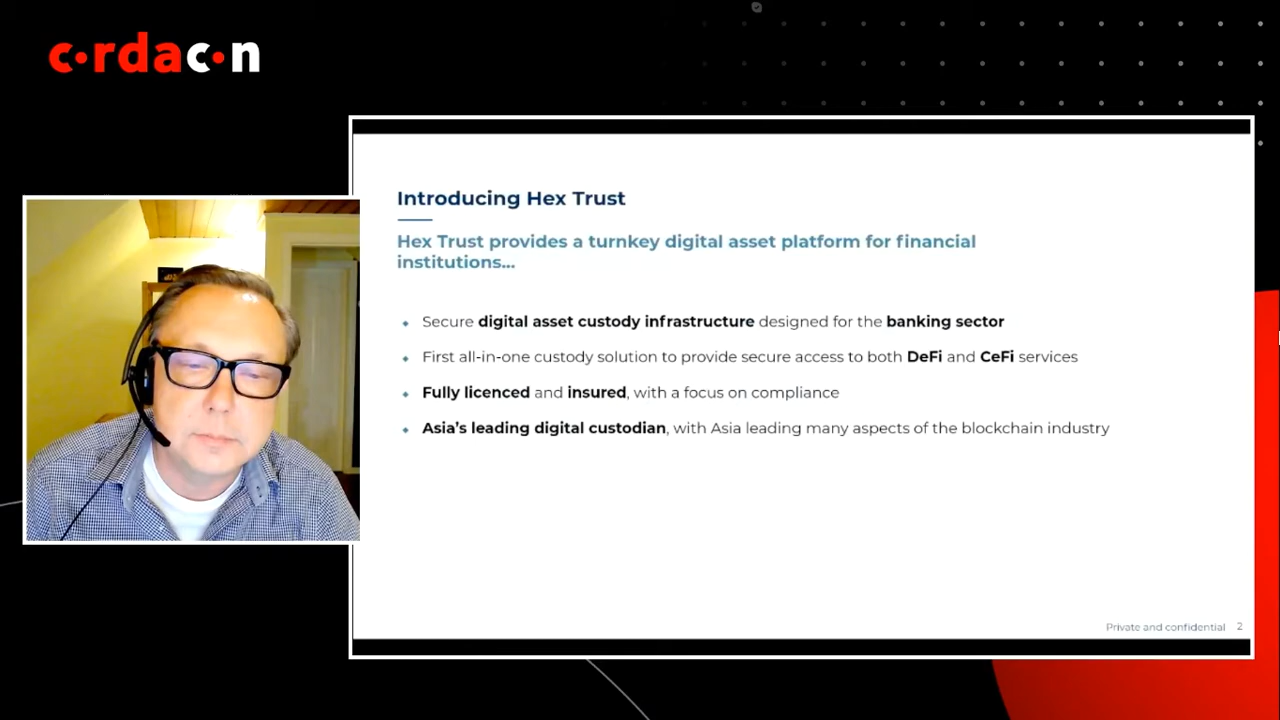 c•rdac•n
Introducing Hex Trust
Hex Trust provides a turnkey digital asset platform for financial
institutions...
Secure digital asset custody infrastructure designed for the banking sector
First all-in-one custody solution to provide secure access to both DeFi and CeFi services
Fully licenced and insured, with a focus on compliance
Asia’s leading digital custodian, with Asia leading many aspects of the blockchain industry
Private and confidential 2